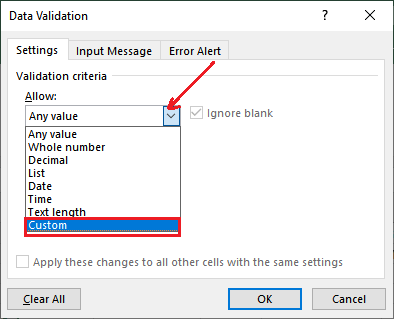 Data Validation ? ×
Settings Input Message Error Alert
Validation criteria
Allow:
Any value Ignore blank
Any value
Whole number
Decimal
List
Date
Time
Text length
Custom
Apply these changes to all other cells with the same settings
Clear All OK Cancel